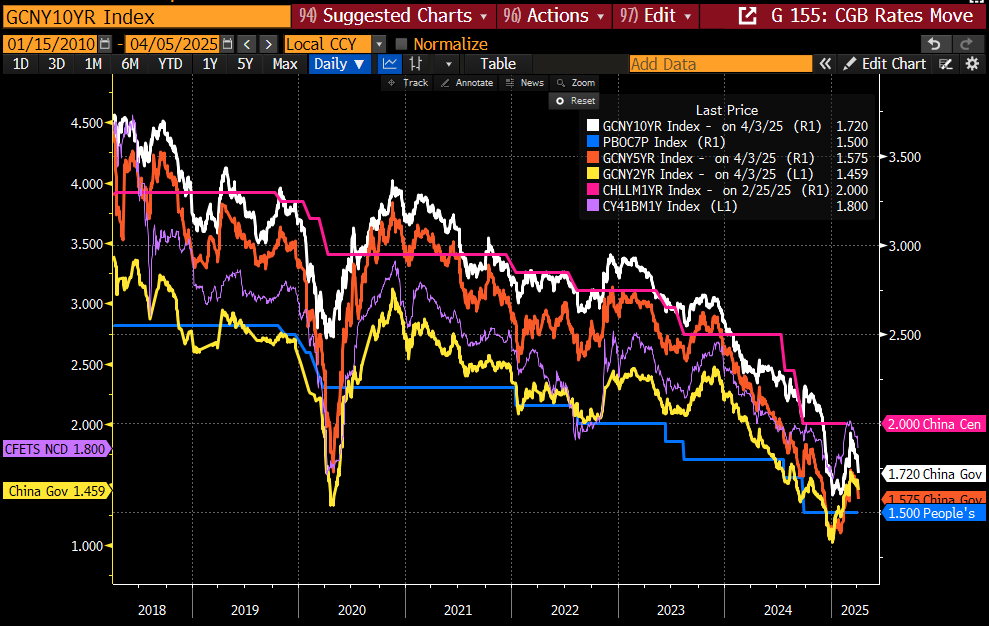 GCNY10YR Index 94) Suggested Charts 96) Actions 97) Edit G 155: CGB Rates Move
01/15/2010 - 04/05/2025 < > Local CCY Normalize
1D 3D 1M 6M YTD 1Y 5Y Max Daily ▼ Table Add Data « Edit Chart
Track Annotate News Zoom
Reset
Last Price
GCNY10YR Index - on 4/3/25 (R1) 1.720
PBOC7P Index (R1) 1.500
GCNY5YR Index - on 4/3/25 (R1) 1.575
GCNY2YR Index - on 4/3/25 (L1) 1.459
CHLLM1YR Index - on 2/25/25 (R1) 2.000
CY41BM1Y Index (L1) 1.800
4.500
4.000
3.500
3.000
2.500
2.000
CFETS NCD 1.800
China Gov 1.459
1.000
3.500
3.000
2.500
2.000 China Cen
1.720 China Gov
1.575 China Gov
1.500 People's
2018 2019 2020 2021 2022 2023 2024 2025